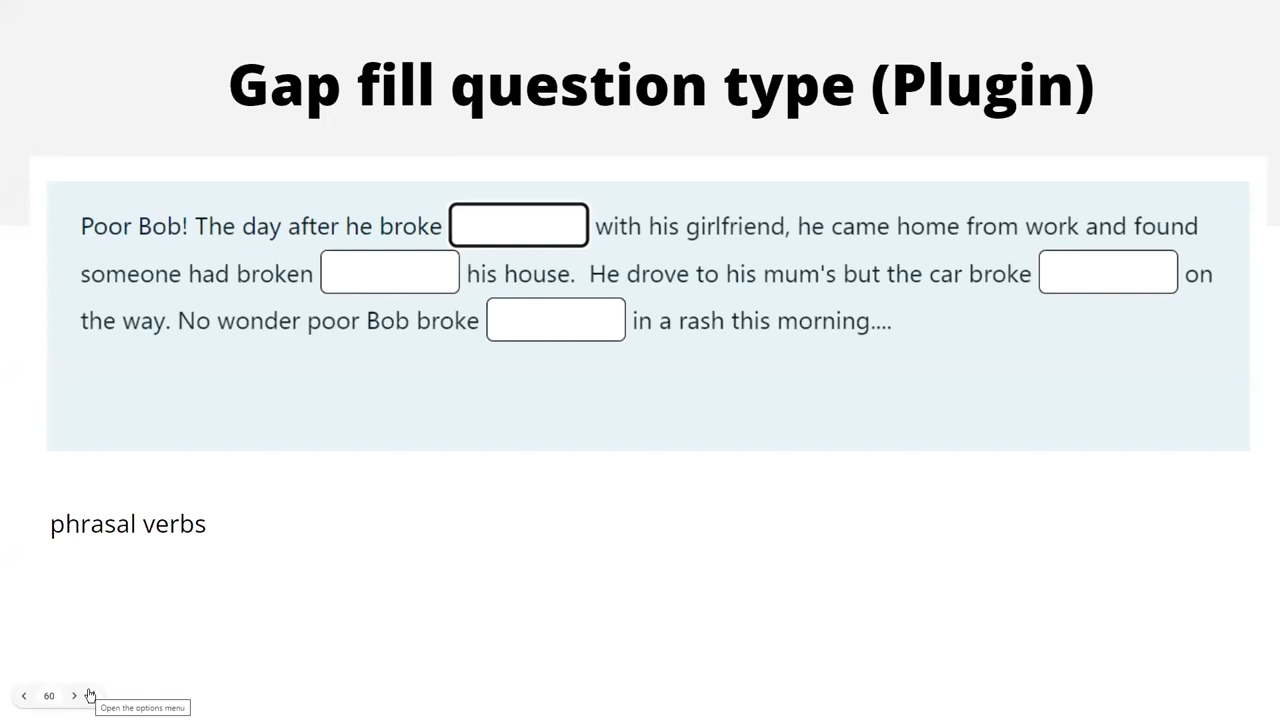 Gap fill question type (Plugin)
Poor Bob! The day after he broke with his girlfriend, he came home from work and found
someone had broken his house. He drove to his mum's but the car broke on
the way. No wonder poor Bob broke in a rash this morning....
phrasal verbs
60
Open the options menu